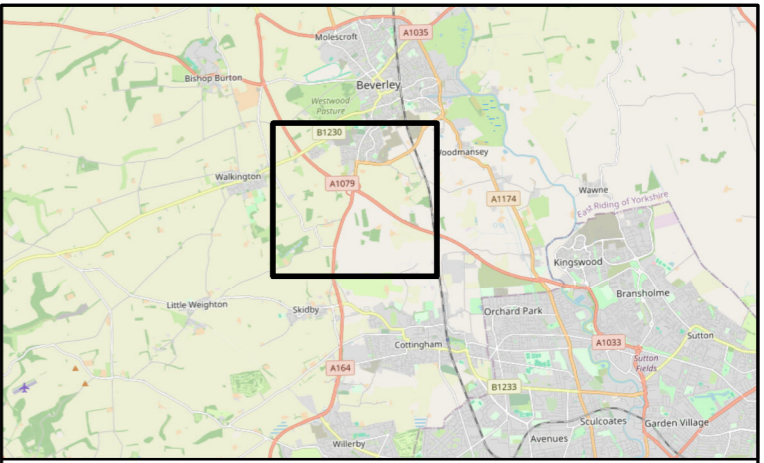 A1035
Molescroft
Bishop Burton
Beverley
Westwood
Pasture
B1230
Woodmansey
Walkington
A1079
Wawne
A1174
East Riding of Yorkshire
Kingswood
Bransholme
Little Weighton
Skidby
Orchard Park
Sutton
A1033
Cottingham
Sutton
Fields
A164
B1233
Sculcoates
Garden Village
Willerby
Avenues